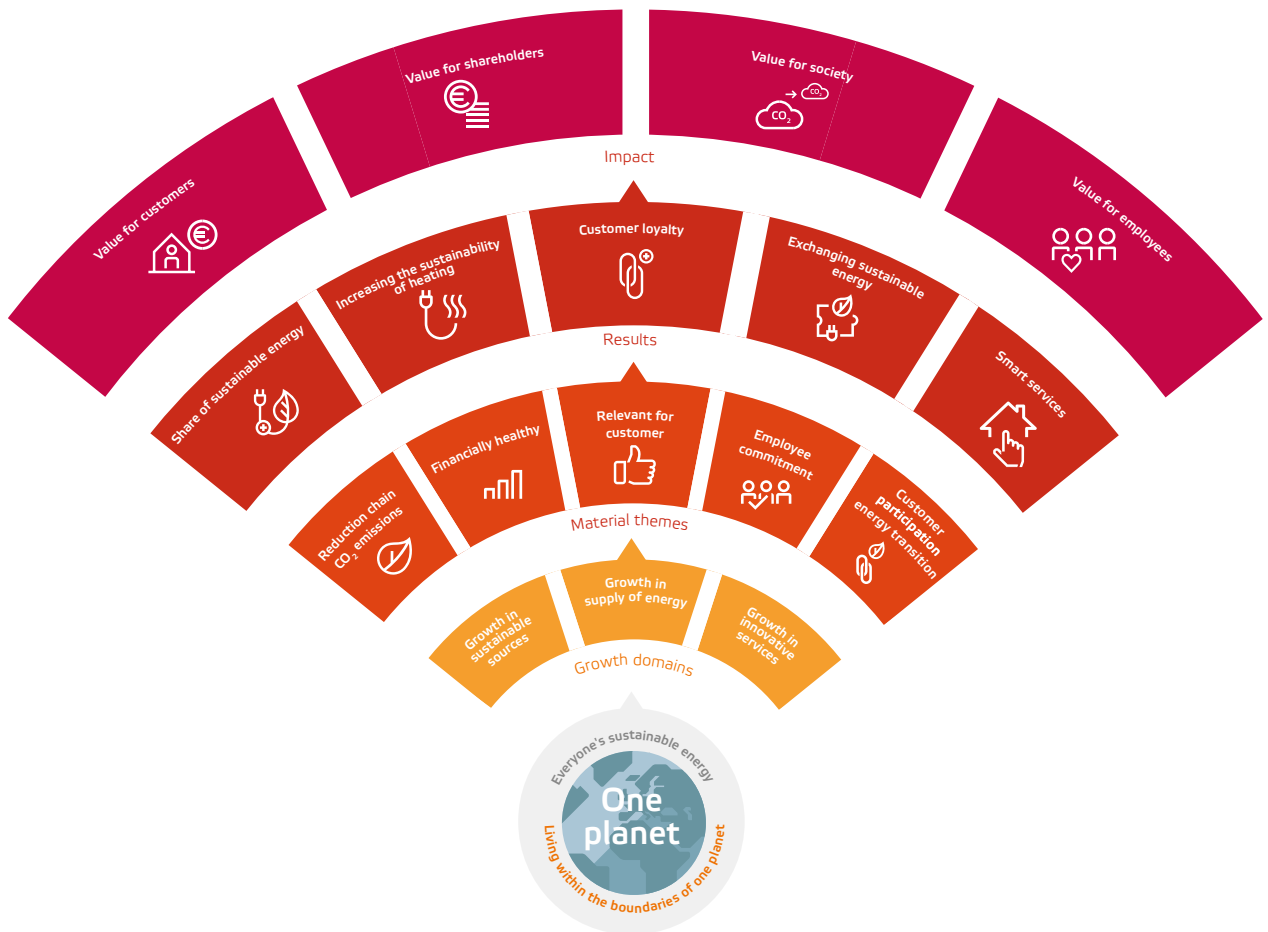 Value for shareholders
Value for society
CO₂
CO₂
Value for customers
Value for employees
Impact
Customer loyalty
Increasing the sustainability
of heating
Exchanging sustainable
energy
Share of sustainable energy
Smart services
Results
Relevant for
customer
Financially healthy
Employee
commitment
Reduction chain
CO₂ emissions
Customer
participation
energy transition
Material themes
Growth in
supply of energy
Growth in
sustainable
sources
Growth in
innovative
services
Growth domains
Everyone's sustainable energy
One
planet
Living within the boundaries of one planet